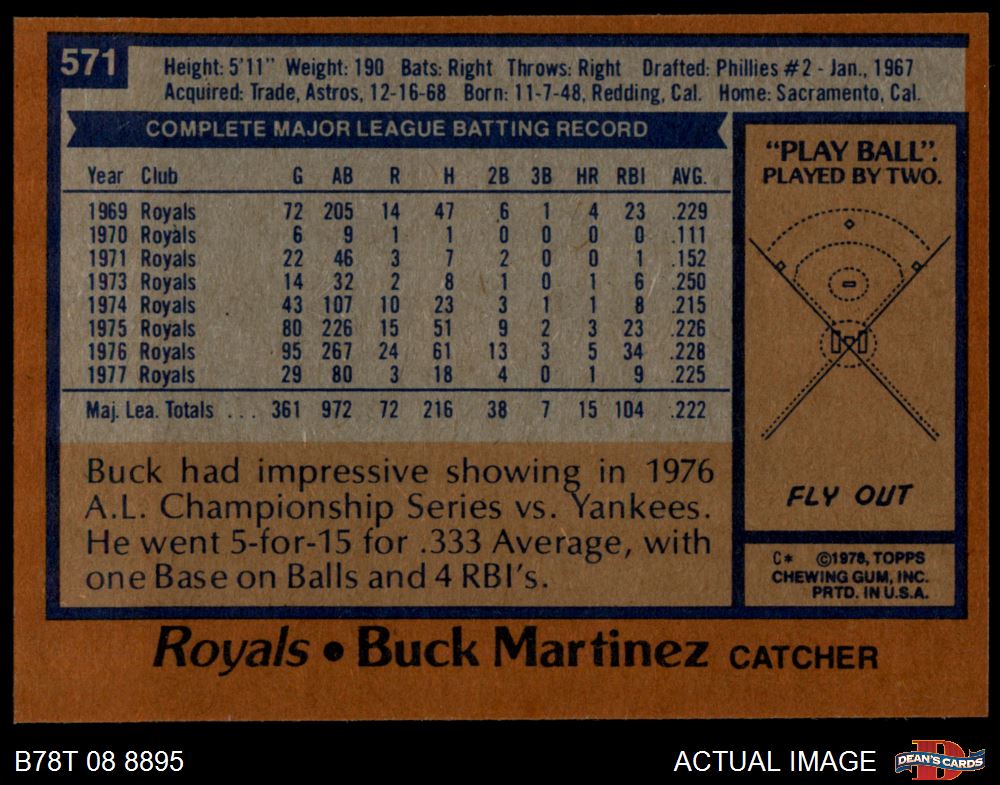 571
Height: 5'11" Weight: 190 Bats: Right Throws: Right Drafted: Phillies #2 - Jan., 1967
Acquired: Trade, Astros, 12-16-68 Born: 11-7-48, Redding, Cal. Home: Sacramento, Cal.
COMPLETE MAJOR LEAGUE BATTING RECORD
Year Club G AB R H 2B 3B HR RBI AVG.
1969 Royals 72 205 14 47 6 1 4 23 .229
1970 Royals 6 9 1 1 0 0 0 0 .111
1971 Royals 22 46 3 7 2 0 0 1 .152
1973 Royals 14 32 2 8 1 0 1 6 .250
1974 Royals 43 107 10 23 3 1 1 8 .215
1975 Royals 80 226 15 51 9 2 3 23 .226
1976 Royals 95 267 24 61 13 3 5 34 .228
1977 Royals 29 80 3 18 4 0 1 9 .225
Maj. Lea. Totals ... 361 972 72 216 38 7 15 104 .222
Buck had impressive showing in 1976
A.L. Championship Series vs. Yankees.
He went 5-for-15 for .333 Average, with
one Base on Balls and 4 RBI's.
"PLAY BALL".
PLAYED BY TWO.
FLY OUT
C* ©1978, TOPPS
CHEWING GUM, INC.
PRTD. IN U.S.A.
Royals • Buck Martinez CATCHER
B78T 08 8895
ACTUAL IMAGE
D
DEAN'S CARDS